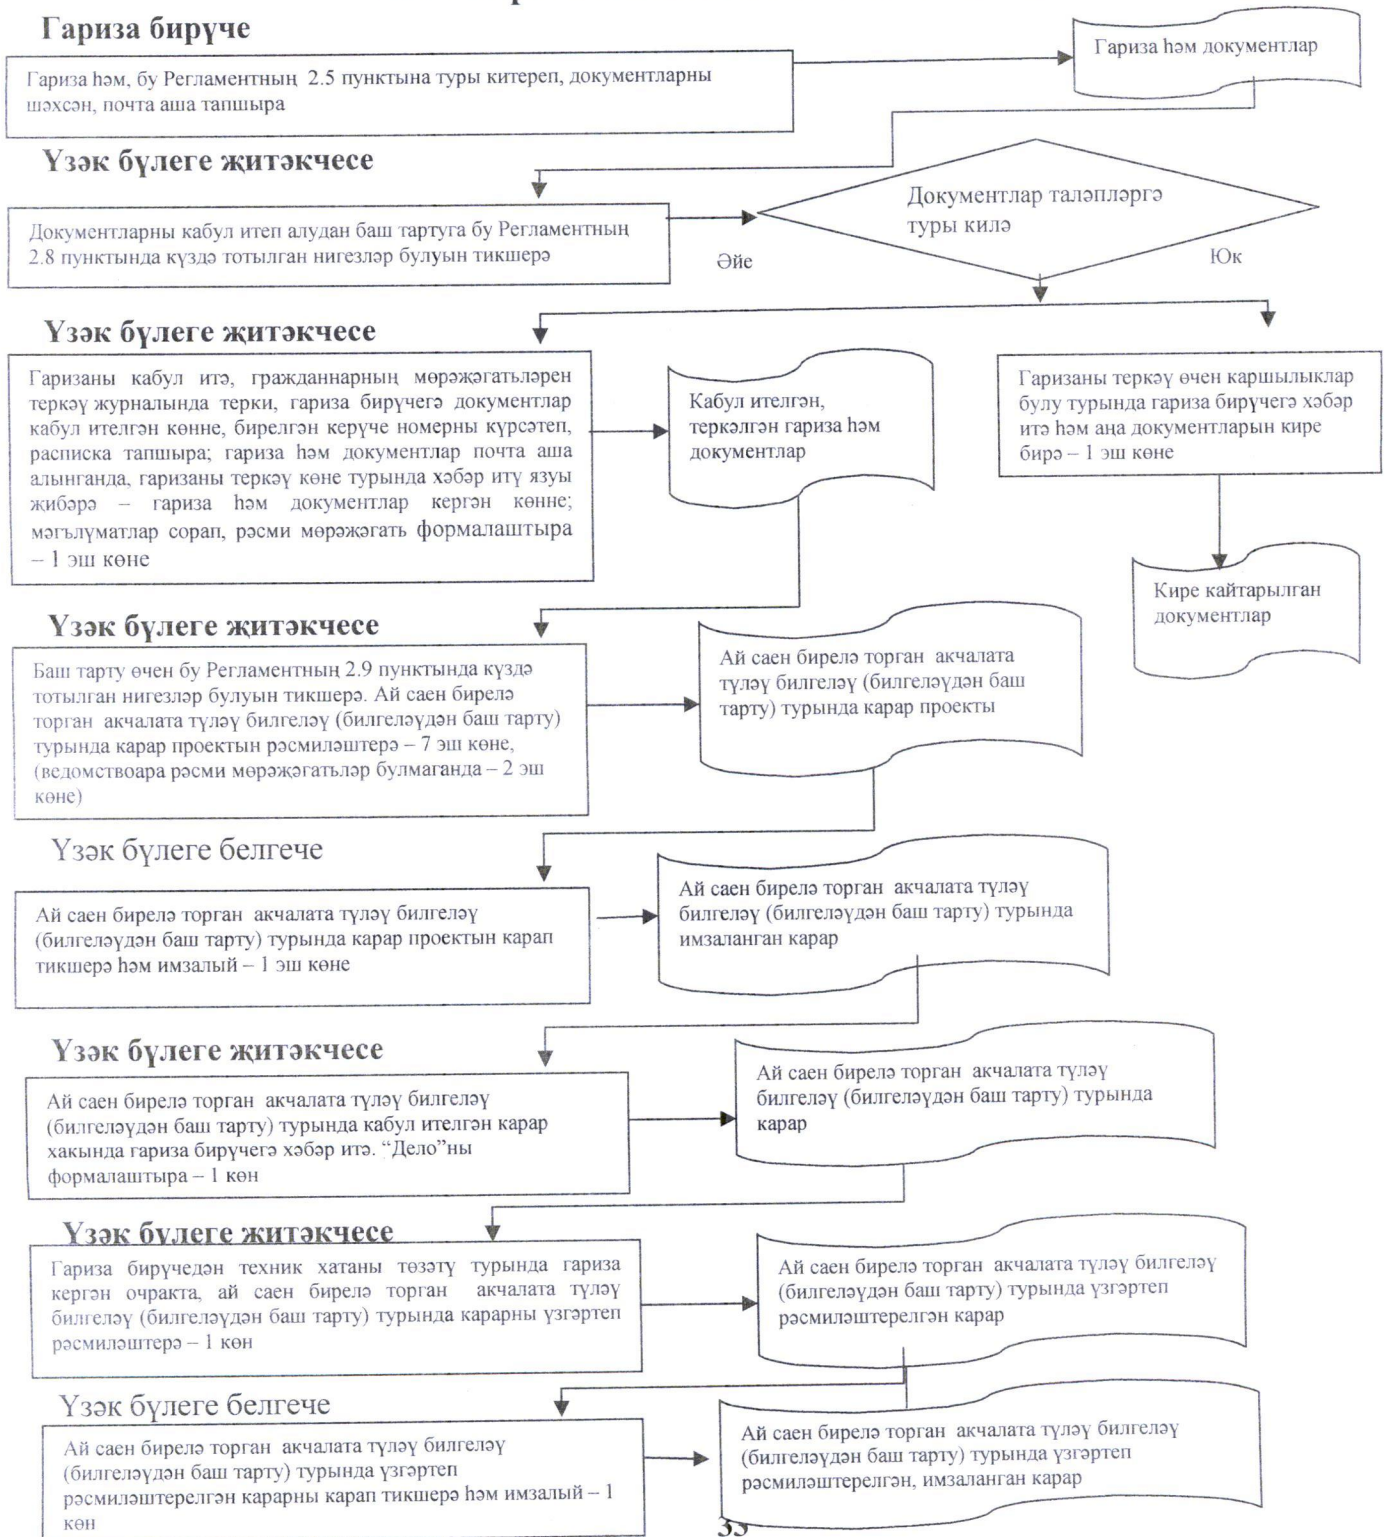 Гариза бирүче
Гариза һәм, бу Регламентның 2.5 пунктына туры китереп, документларны
шәхсән, почта аша тапшыра
Гариза һәм документлар
Үзәк бүлеге җитәкчесе
Документларны кабул итеп алудан баш тартуга бу Регламентның
2.8 пунктында күздә тотылган нигезләр булуын тикшерә
Документлар таләпләргә
туры килә
Әйе
Юк
Үзәк бүлеге җитәкчесе
Гаризаны кабул итә, гражданнарның мөрәҗәгатьләрен
теркәү журналында терки, гариза бирүчегә документлар
кабул ителгән көнне, бирелгән керүче номерны күрсәтеп,
расписка тапшыра; гариза һәм документлар почта аша
алынганда, гаризаны теркәү көне турында хәбәр итү язуы
җибәрә – гариза һәм документлар кергән көнне;
мәгълүматлар сорап, рәсми мөрәҗәгать формалаштыра
– 1 эш көне
Кабул ителгән,
теркәлгән гариза һәм
документлар
Гаризаны теркәү өчен каршылыклар
булу турында гариза бирүчегә хәбәр
итә һәм аңа документларын кире
бирә – 1 эш көне
Кире кайтарылган
документлар
Үзәк бүлеге җитәкчесе
Баш тарту өчен бу Регламентның 2.9 пунктында күздә
тотылган нигезләр булуын тикшерә. Ай саен бирелә
торган акчалата түләү билгеләү (билгеләүдән баш тарту)
турында карар проектын рәсмиләштерә – 7 эш көне,
(ведомствоара рәсми мөрәҗәгатьләр булмаганда – 2 эш
көне)
Ай саен бирелә торган акчалата
түләү билгеләү (билгеләүдән баш
тарту) турында карар проекты
Үзәк бүлеге белгече
Ай саен бирелә торган акчалата түләү билгеләү
(билгеләүдән баш тарту) турында карар проектын карап
тикшерә һәм имзалый – 1 эш көне
Ай саен бирелә торган акчалата түләү
билгеләү (билгеләүдән баш тарту) турында
имзаланган карар
Үзәк бүлеге җитәкчесе
Ай саен бирелә торган акчалата түләү билгеләү
(билгеләүдән баш тарту) турында кабул ителгән карар
хакында гариза бирүчегә хәбәр итә. “Дело”ны
формалаштыра – 1 көн
Ай саен бирелә торган акчалата түләү
билгеләү (билгеләүдән баш тарту) турында
карар
Үзәк бүлеге җитәкчесе
Гариза бирүчедән техник хатаны төзәтү турында гариза
кергән очракта, ай саен бирелә торган акчалата түләү
билгеләү (билгеләүдән баш тарту) турында карарны үзгәртеп
рәсмиләштерә – 1 көн
Ай саен бирелә торган акчалата түләү билгеләү
(билгеләүдән баш тарту) турында үзгәртеп
рәсмиләштерелгән карар
Үзәк бүлеге белгече
Ай саен бирелә торган акчалата түләү билгеләү
(билгеләүдән баш тарту) турында үзгәртеп
рәсмиләштерелгән карарны карап тикшерә һәм имзалый – 1
көн
Ай саен бирелә торган акчалата түләү билгеләү
(билгеләүдән баш тарту) турында үзгәртеп
рәсмиләштерелгән, имзаланган карар